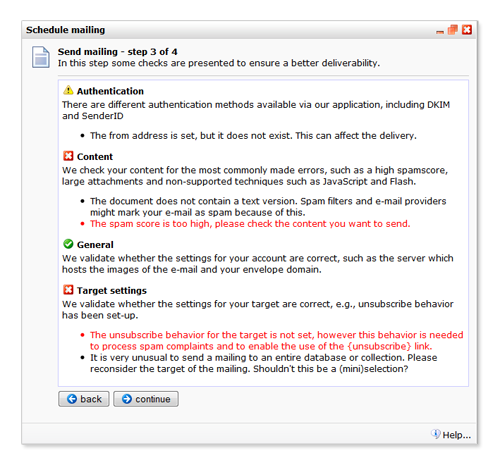 Schedule mailing
Send mailing - step 3 of 4
In this step some checks are presented to ensure a better deliverability.
Authentication
There are different authentication methods available via our application, including DKIM
and SenderID
• The from address is set, but it does not exist. This can affect the delivery.
Content
We check your content for the most commonly made errors, such as a high spamscore,
large attachments and non-supported techniques such as JavaScript and Flash.
• The document does not contain a text version. Spam filters and e-mail providers
might mark your e-mail as spam because of this.
• The spam score is too high, please check the content you want to send.
General
We validate whether the settings for your account are correct, such as the server which
hosts the images of the e-mail and your envelope domain.
Target settings
We validate whether the settings for your target are correct, e.g., unsubscribe behavior
has been set-up.
• The unsubscribe behavior for the target is not set, however this behavior is needed
to process spam complaints and to enable the use of the {unsubscribe} link.
• It is very unusual to send a mailing to an entire database or collection. Please
reconsider the target of the mailing. Shouldn't this be a (mini)selection?
back continue
Help...